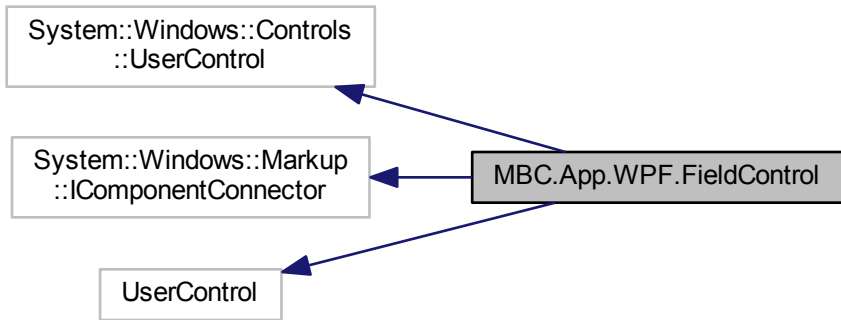 System::Windows::Controls
::UserControl
System::Windows::Markup
::IComponentConnector
MBC.App.WPF.FieldControl
UserControl